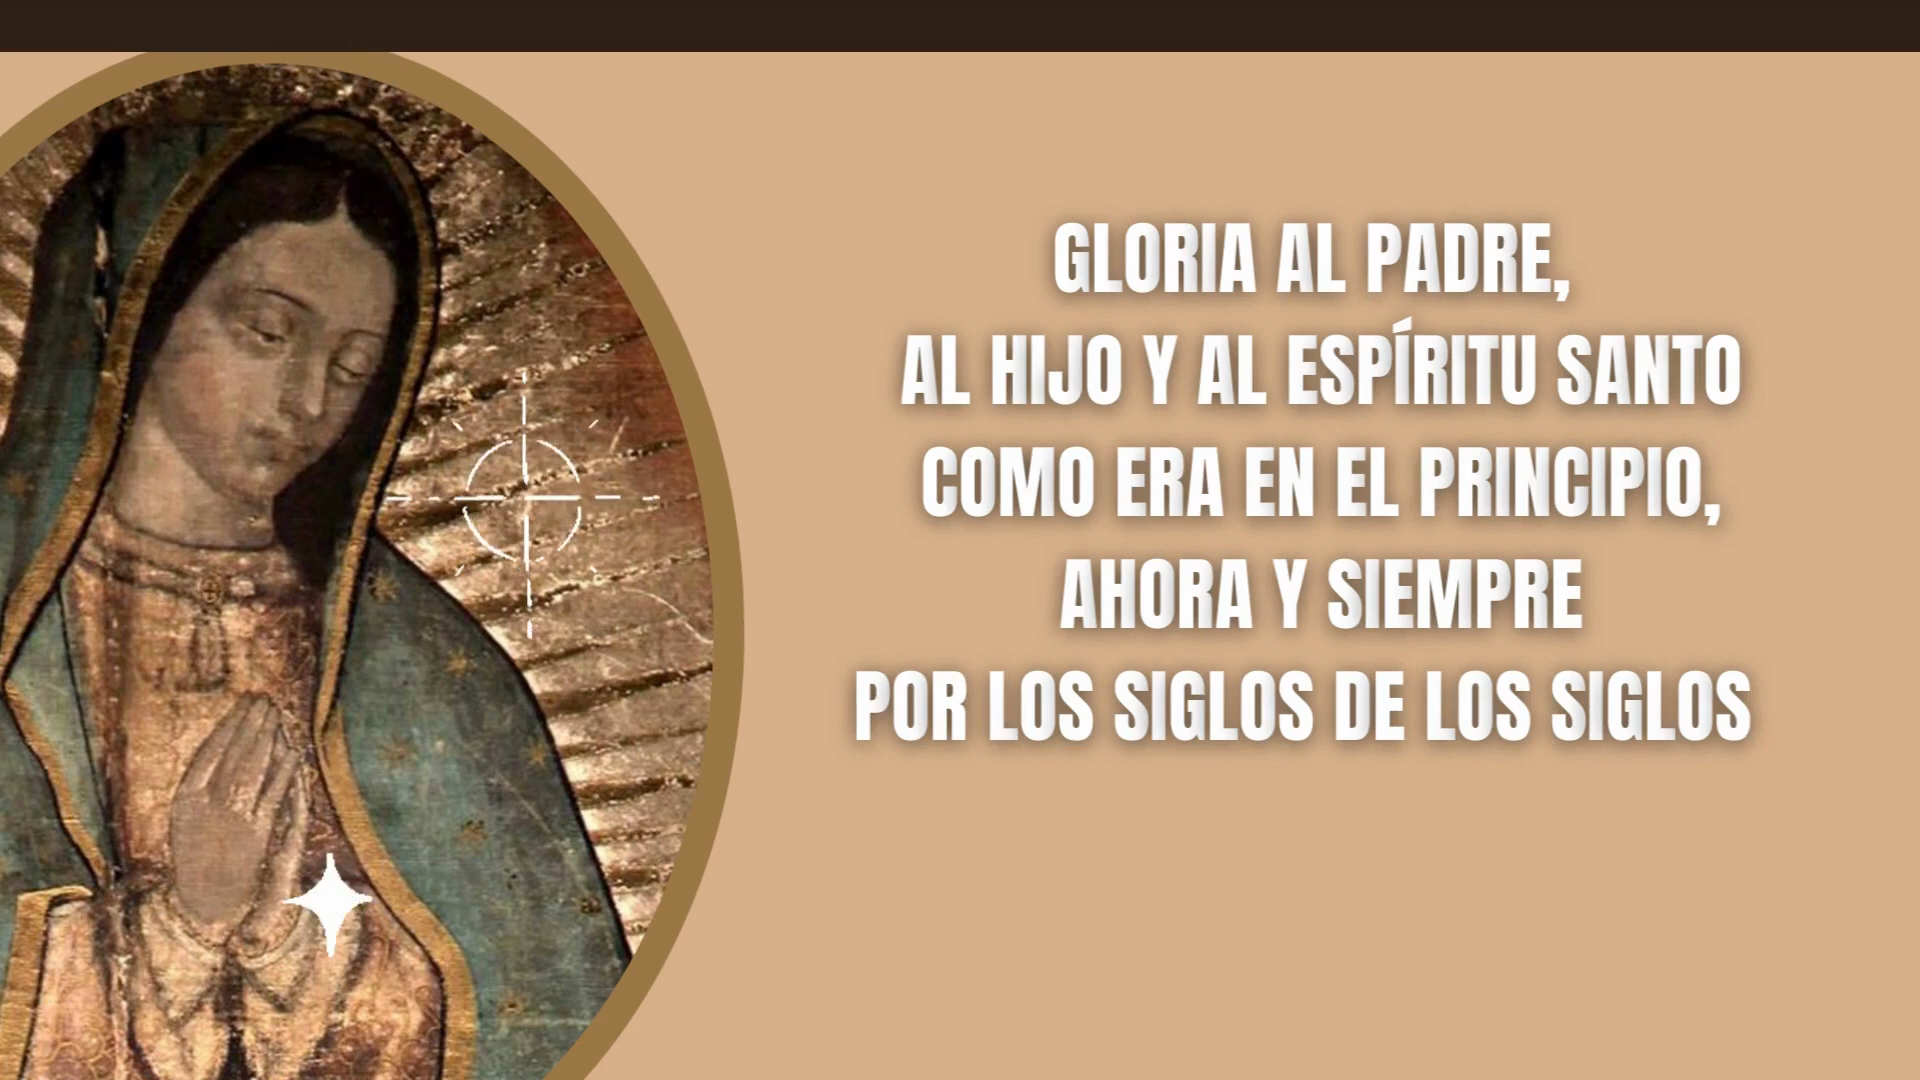 GLORIA AL PADRE,
AL HIJO Y AL ESPÍRITU SANTO
COMO ERA EN EL PRINCIPIO,
AHORA Y SIEMPRE
POR LOS SIGLOS DE LOS SIGLOS